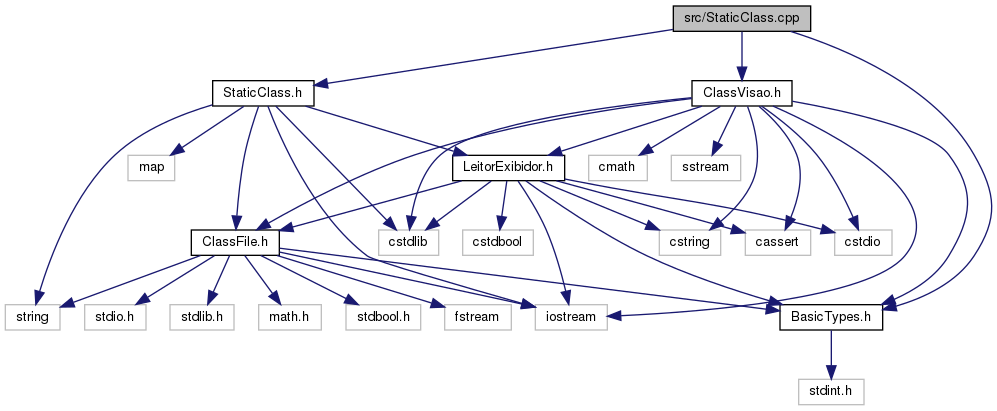 src/StaticClass.cpp
StaticClass.h
ClassVisao.h
map
LeitorExibidor.h
cmath
sstream
ClassFile.h
cstdlib
cstdbool
cstring
cassert
cstdio
string
stdio.h
stdlib.h
math.h
stdbool.h
fstream
iostream
BasicTypes.h
stdint.h